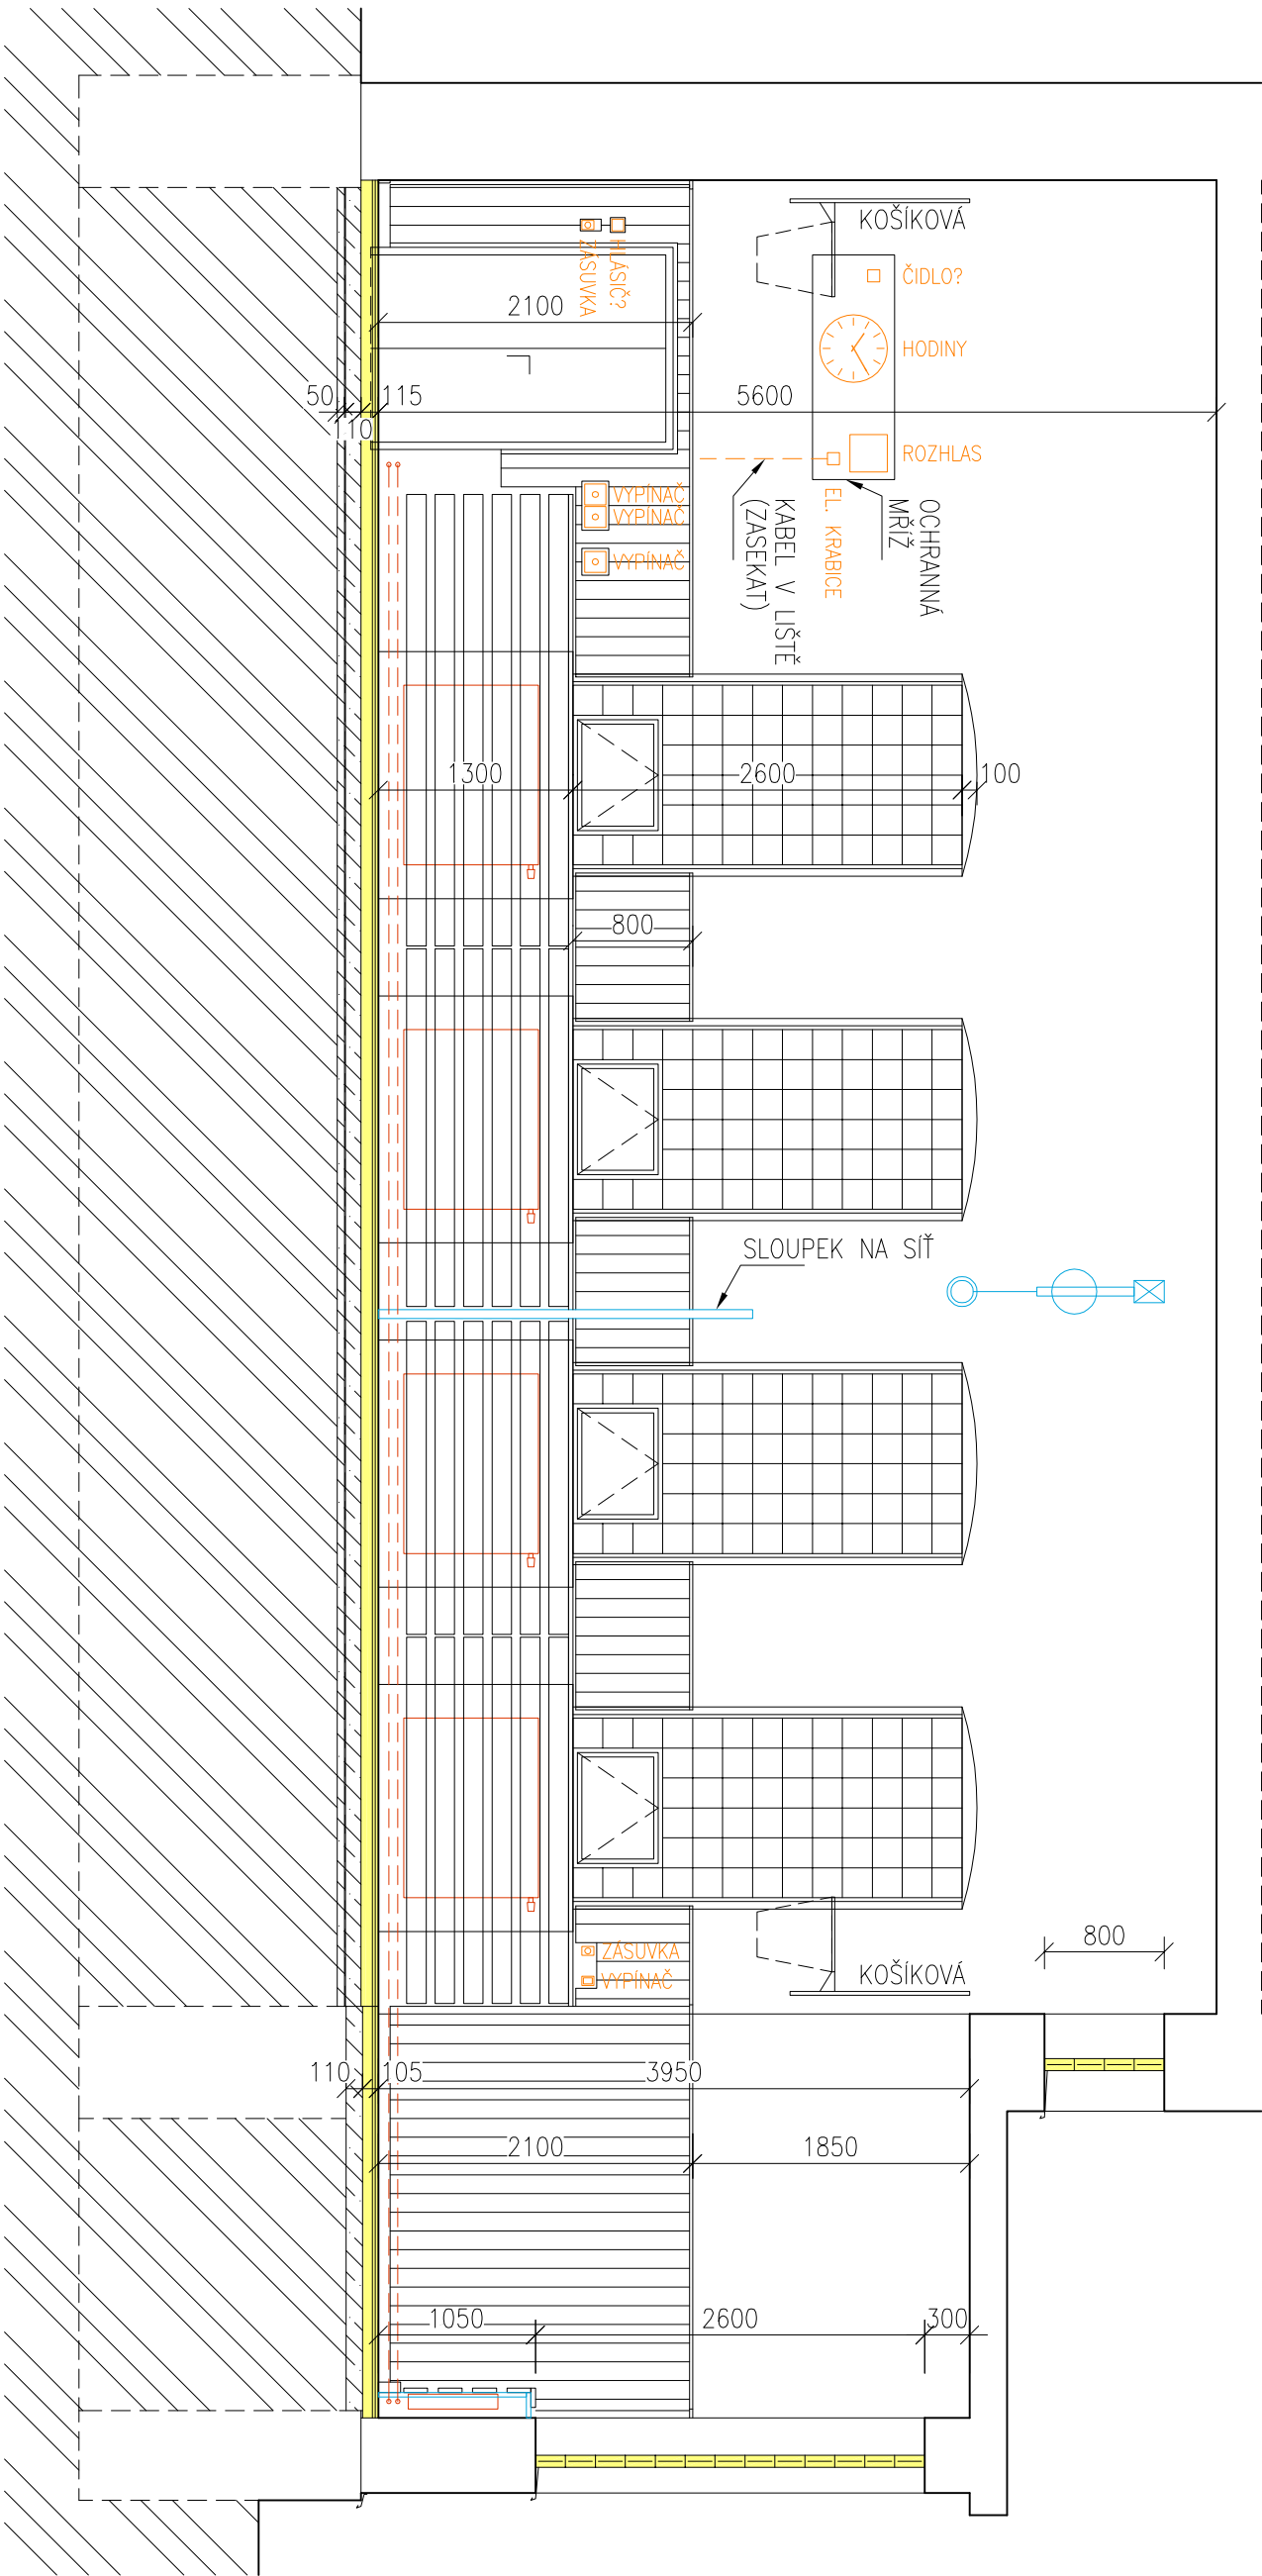 KOŠÍKOVÁ
ČIDLO?
HODINY
ROZHLAS
HLÁSIČ?
ZÁSUVKA
2100
50
110
115
5600
OCHRANNÁ
MŘÍŽ
EL. KRABICE
KABEL V LIŠTĚ
(ZASEKAT)
VYPÍNAČ
VYPÍNAČ
VYPÍNAČ
1300
2600
100
800
SLOUPEK NA SÍŤ
800
ZÁSUVKA
VYPÍNAČ
KOŠÍKOVÁ
110
105
3950
2100
1850
1050
2600
300